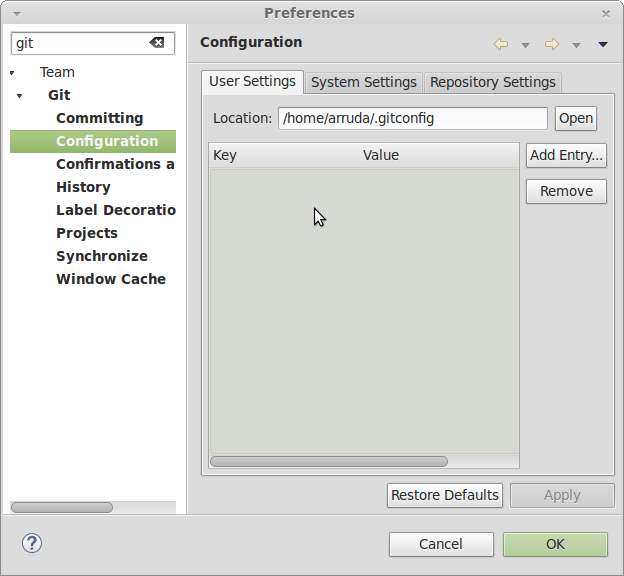 Preferences
git
Configuration
Team
Git
Committing
Configuration
Confirmations a
History
Label Decoratio
Projects
Synchronize
Window Cache
User Settings System Settings Repository Settings
Location: /home/arruda/.gitconfig Open
Key Value Add Entry...
Remove
Restore Defaults Apply
? Cancel OK